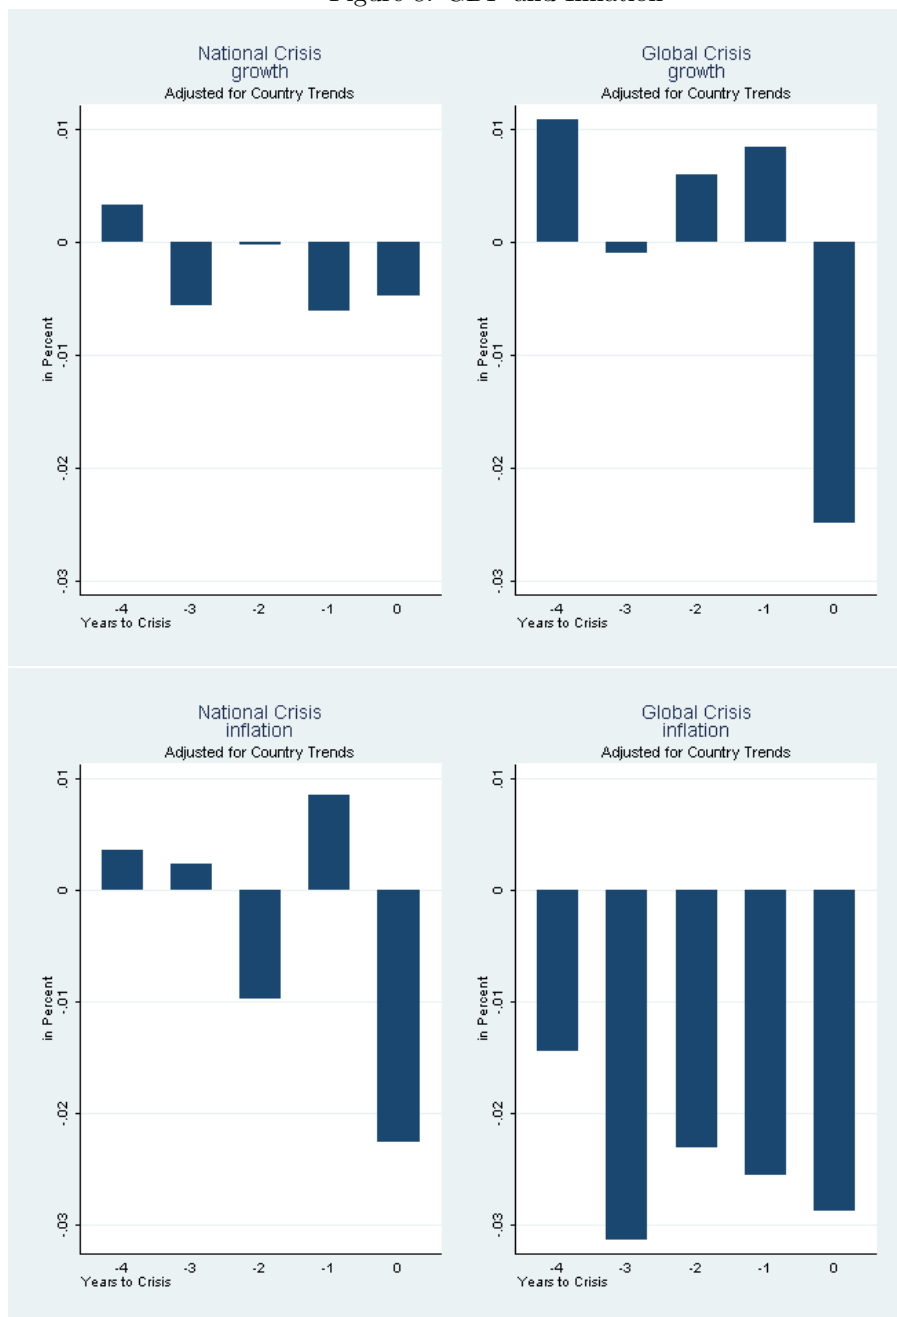 National Crisis
growth
Adjusted for Country Trends
.01
0
-.01
-.02
-.03
in Percent
-4 -3 -2 -1 0
Years to Crisis
Global Crisis
growth
Adjusted for Country Trends
.01
0
-.01
-.02
-.03
in Percent
-4 -3 -2 -1 0
Years to Crisis
National Crisis
inflation
Adjusted for Country Trends
.01
0
-.01
-.02
-.03
in Percent
-4 -3 -2 -1 0
Years to Crisis
Global Crisis
inflation
Adjusted for Country Trends
.01
0
-.01
-.02
-.03
in Percent
-4 -3 -2 -1 0
Years to Crisis